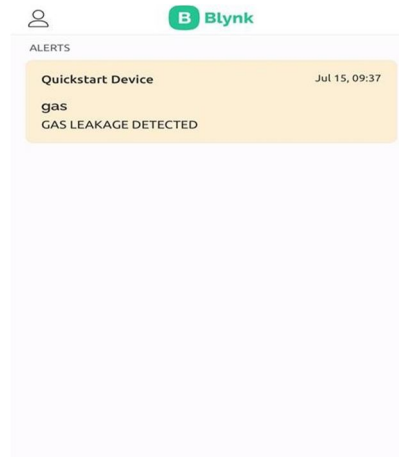 B Blynk
ALERTS
Quickstart Device Jul 15, 09:37
gas
GAS LEAKAGE DETECTED